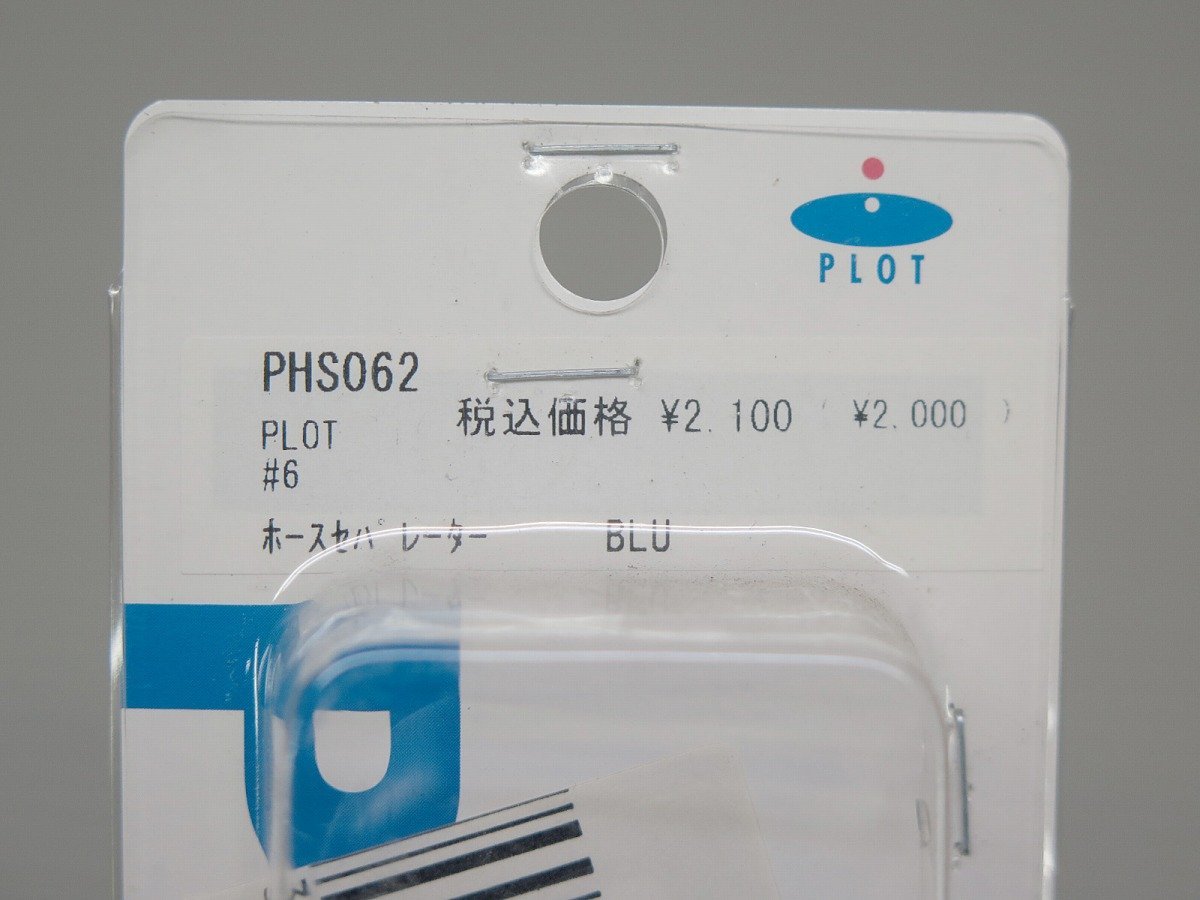 PLOT
PHS062
税込価格 ¥2.100 ( ¥2.000 )
PLOT
#6
ﾎｰｽｾﾊﾟﾚｰﾀｰ BLU